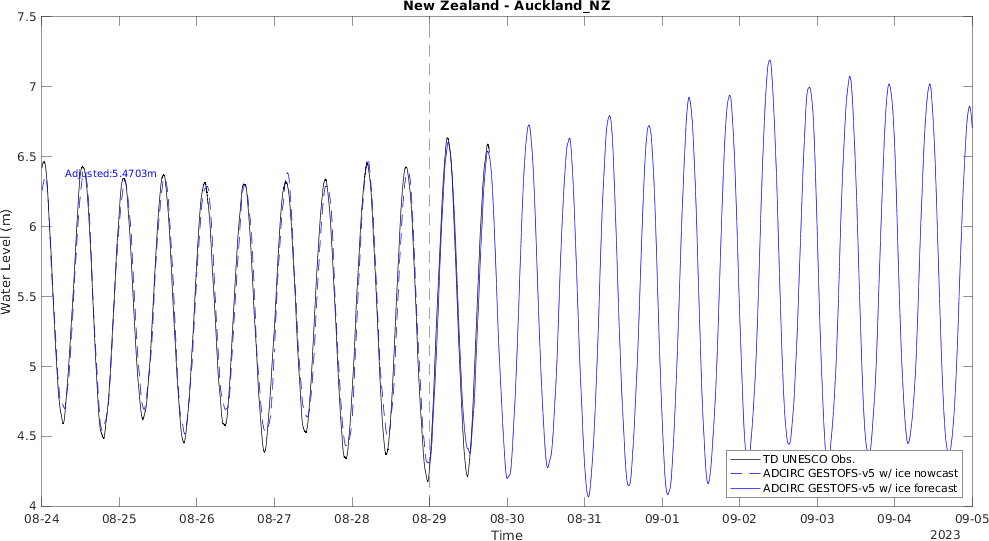 New Zealand - Auckland_NZ
7.5
7
6.5
6
5.5
5
4.5
4
Water Level (m)
Adjusted:5.4703m
TD UNESCO Obs.
ADCIRC GESTOFS-v5 w/ ice nowcast
ADCIRC GESTOFS-v5 w/ ice forecast
08-24 08-25 08-26 08-27 08-28 08-29 08-30 08-31 09-01 09-02 09-03 09-04 09-05
Time
2023